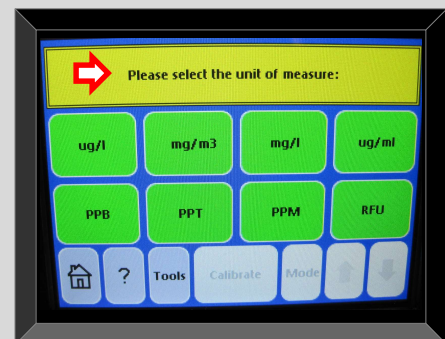 Please select the unit of measure:
ug/l mg/m3 mg/l ug/ml
PPB PPT PPM RFU
? Tools Calibrate Mode